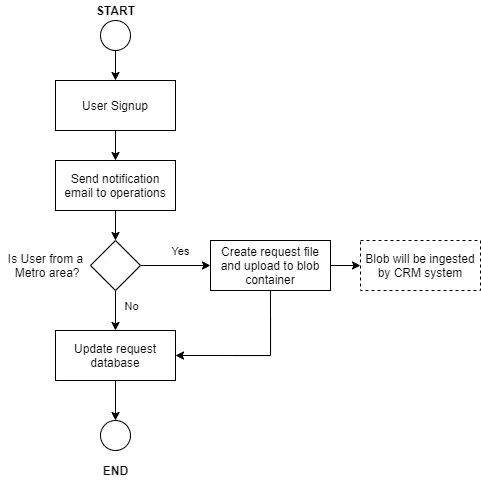 START
User Signup
Send notification
email to operations
Is User from a
Metro area?
Yes
Create request file
and upload to blob
container
Blob will be ingested
by CRM system
No
Update request
database
END